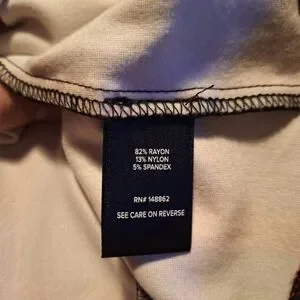 82% RAYON
13% NYLON
5% SPANDEX
RN# 148862
SEE CARE ON REVERSE